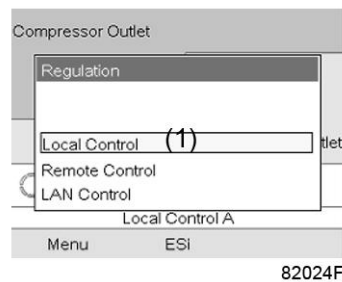 Compressor Outlet
Regulation
Local Control (1)
tlet
Remote Control
LAN Control
Local Control A
Menu ESi
82024F